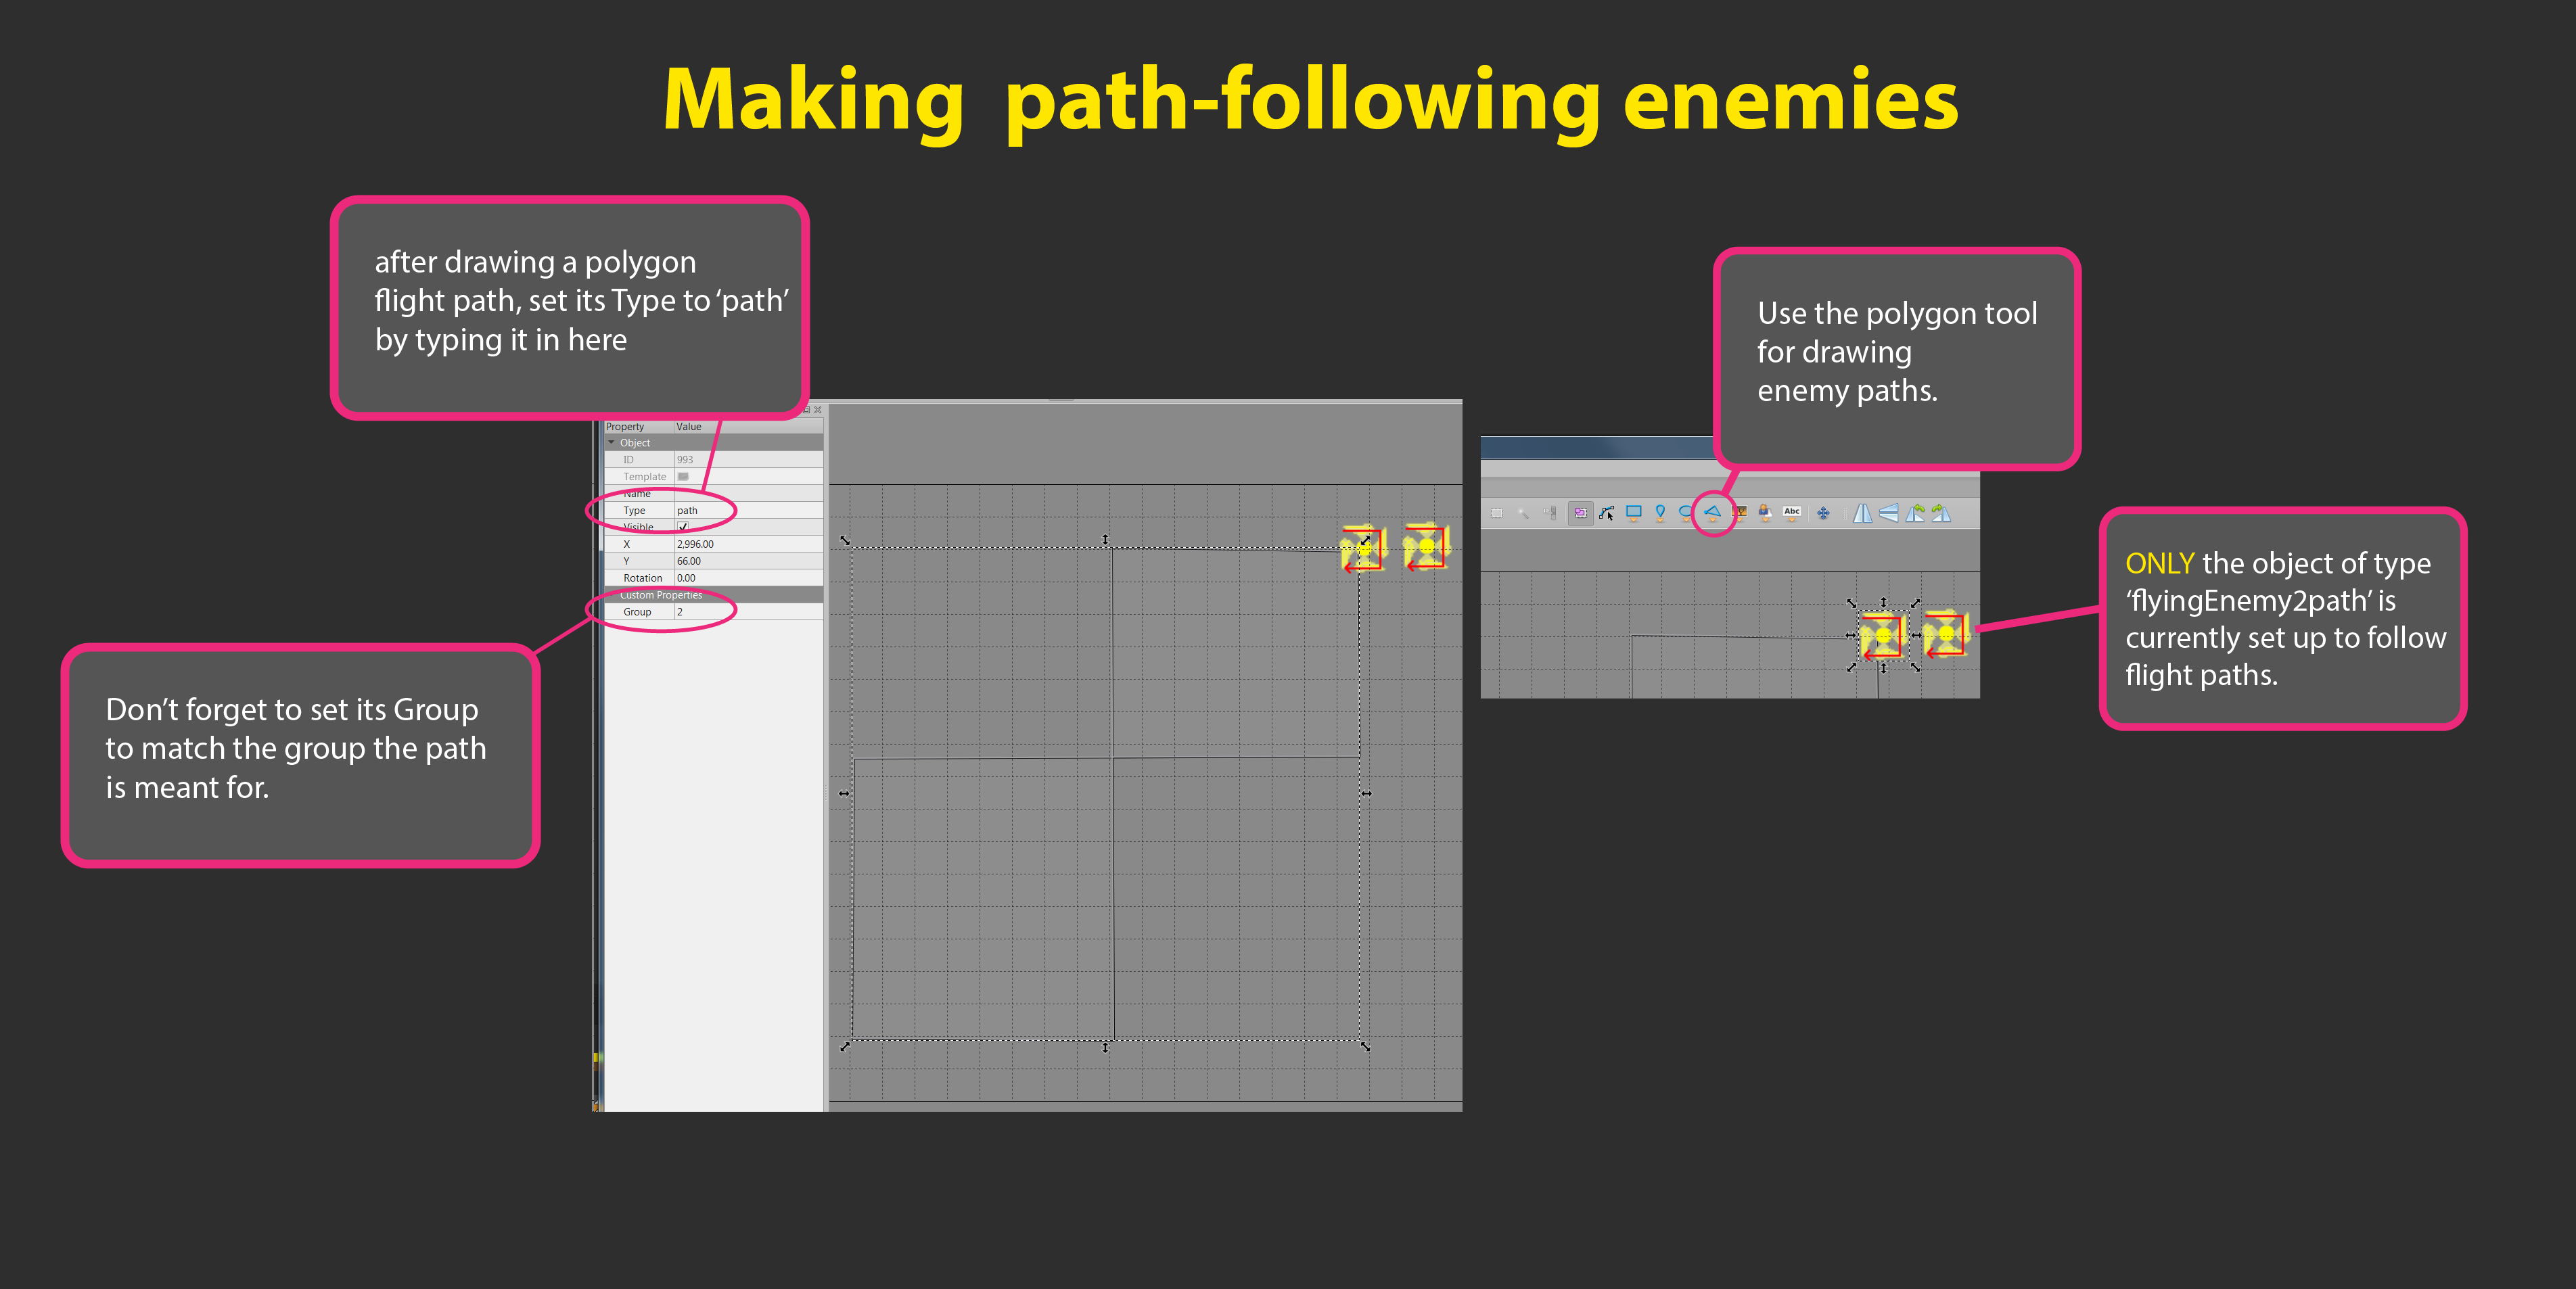 Making path-following enemies
after drawing a polygon
flight path, set its Type to ‘path’
by typing it in here
Use the polygon tool
for drawing
enemy paths.
Property Value
Object
ID 993
Template
Name
Type path
Visible
X 2,996.00
Y 66.00
Rotation 0.00
Custom Properties
Group 2
Abc
ONLY the object of type
‘flyingEnemy2path’ is
currently set up to follow
flight paths.
Don’t forget to set its Group
to match the group the path
is meant for.